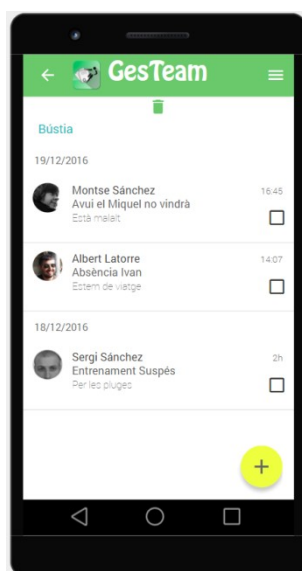 GesTeam
Bústia
19/12/2016
Montse Sánchez
16:45
Avui el Miquel no vindrà
Està malalt
Albert Latorre
14:07
Absència Ivan
Estem de viatge
18/12/2016
Sergi Sánchez
2h
Entrenament Suspés
Per les pluges
+